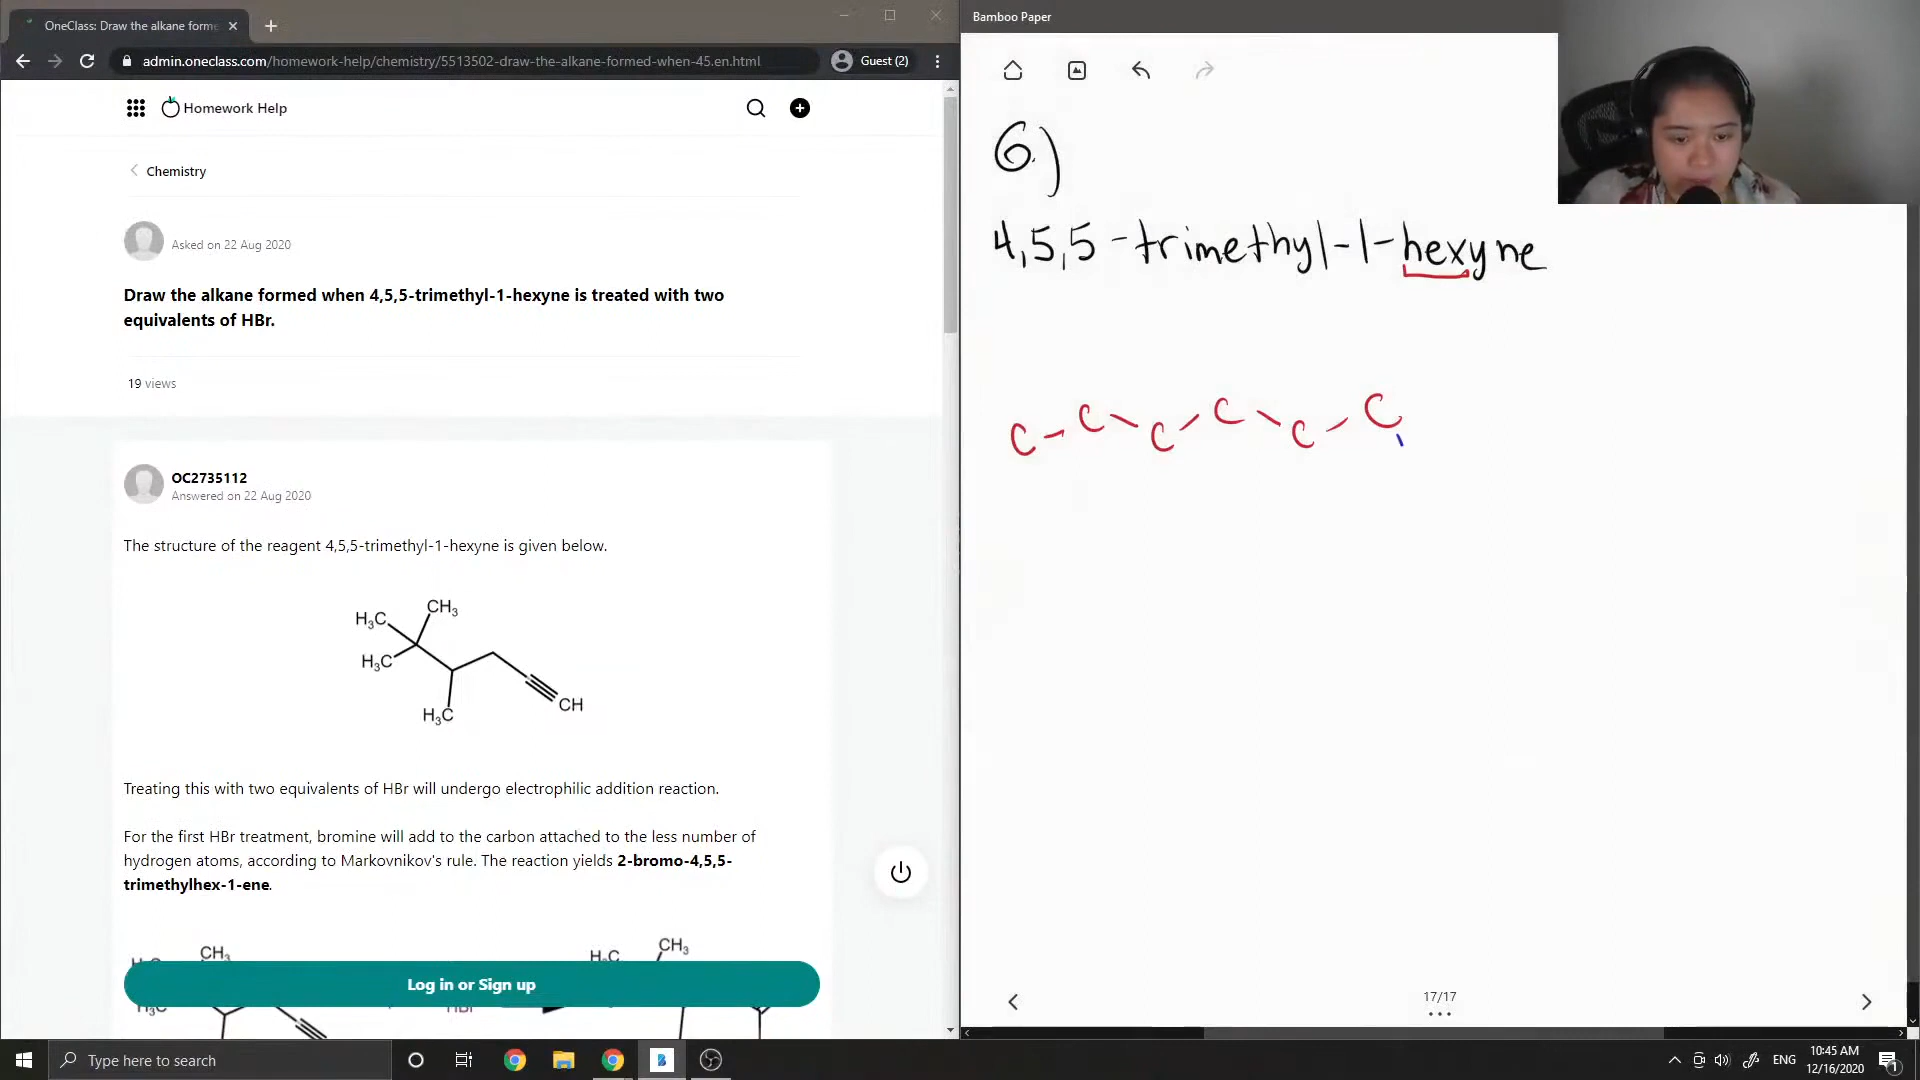 OneClass: Draw the alkane forme
admin.oneclass.com/homework-help/chemistry/5513502-draw-the-alkane-formed-when-45.en.html
Guest (2)
Homework Help
Chemistry
Asked on 22 Aug 2020
Draw the alkane formed when 4,5,5-trimethyl-1-hexyne is treated with two
equivalents of HBr.
19 views
OC2735112
Answered on 22 Aug 2020
The structure of the reagent 4,5,5-trimethyl-1-hexyne is given below.
H₃C CH₃
H₃C
H₃C CH
Treating this with two equivalents of HBr will undergo electrophilic addition reaction.
For the first HBr treatment, bromine will add to the carbon attached to the less number of
hydrogen atoms, according to Markovnikov's rule. The reaction yields 2-bromo-4,5,5-
trimethylhex-1-ene.
CH₃ H₃C CH₃
Log in or Sign up
H₃C HBr
Bamboo Paper
6.)
4,5,5-trimethyl-1-hexyne
C-C-C-C-C-C
17/17
Type here to search
ENG
10:45 AM
12/16/2020
1